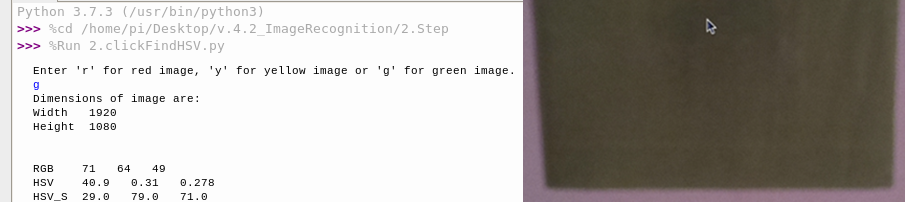 Python 3.7.3 (/usr/bin/python3)
>>> %cd /home/pi/Desktop/v.4.2_ImageRecognition/2.Step
>>> %Run 2.clickFindHSV.py
Enter 'r' for red image, 'y' for yellow image or 'g' for green image.
g
Dimensions of image are:
Width   1920
Height  1080
RGB    71   64   49
HSV    40.9   0.31   0.278
HSV_S  29.0   79.0   71.0